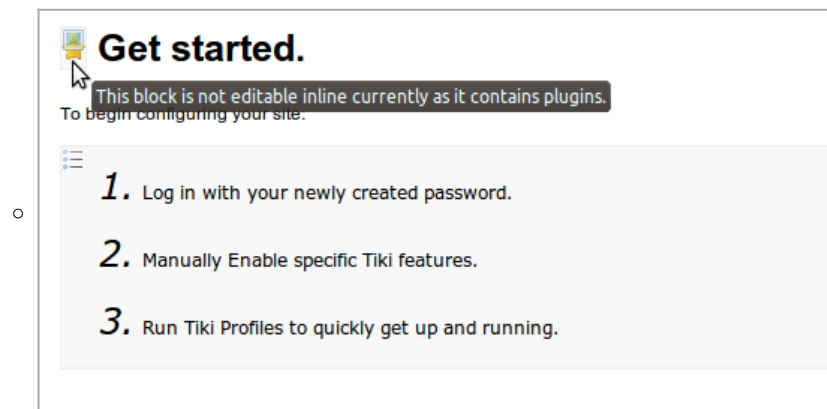 Get started.
This block is not editable inline currently as it contains plugins.
To begin configuring your site:
1. Log in with your newly created password.
2. Manually Enable specific Tiki features.
3. Run Tiki Profiles to quickly get up and running.